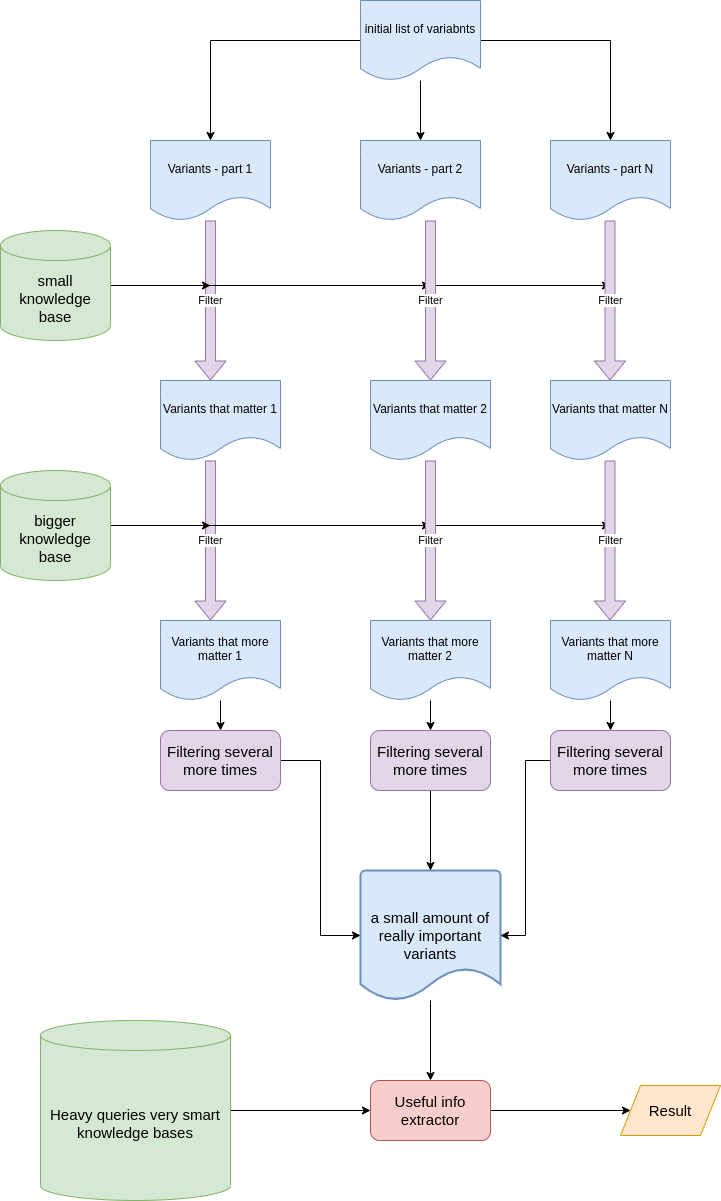 initial list of variabnts
Variants - part 1
Variants - part 2
Variants - part N
small
knowledge
base
Filter
Filter
Filter
Variants that matter 1
Variants that matter 2
Variants that matter N
bigger
knowledge
base
Filter
Filter
Filter
Variants that more
matter 1
Variants that more
matter 2
Variants that more
matter N
Filtering several
more times
Filtering several
more times
Filtering several
more times
a small amount of
really important
variants
Heavy queries very smart
knowledge bases
Useful info
extractor
Result